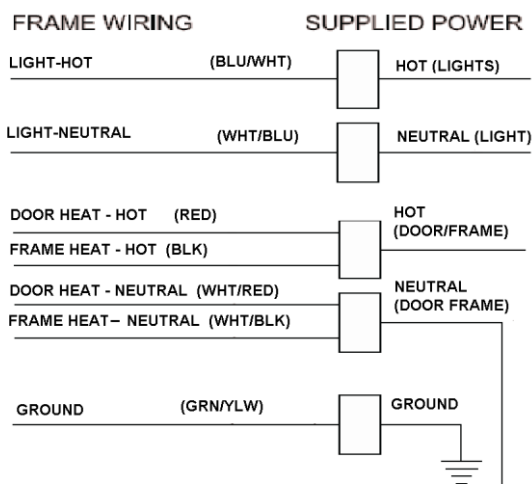 FRAME WIRING SUPPLIED POWER
LIGHT-HOT (BLU/WHT) HOT (LIGHTS)
LIGHT-NEUTRAL (WHT/BLU) NEUTRAL (LIGHT)
DOOR HEAT - HOT (RED) HOT
(DOOR/FRAME)
FRAME HEAT - HOT (BLK)
DOOR HEAT - NEUTRAL (WHT/RED) NEUTRAL
(DOOR FRAME)
FRAME HEAT– NEUTRAL (WHT/BLK)
GROUND (GRN/YLW) GROUND